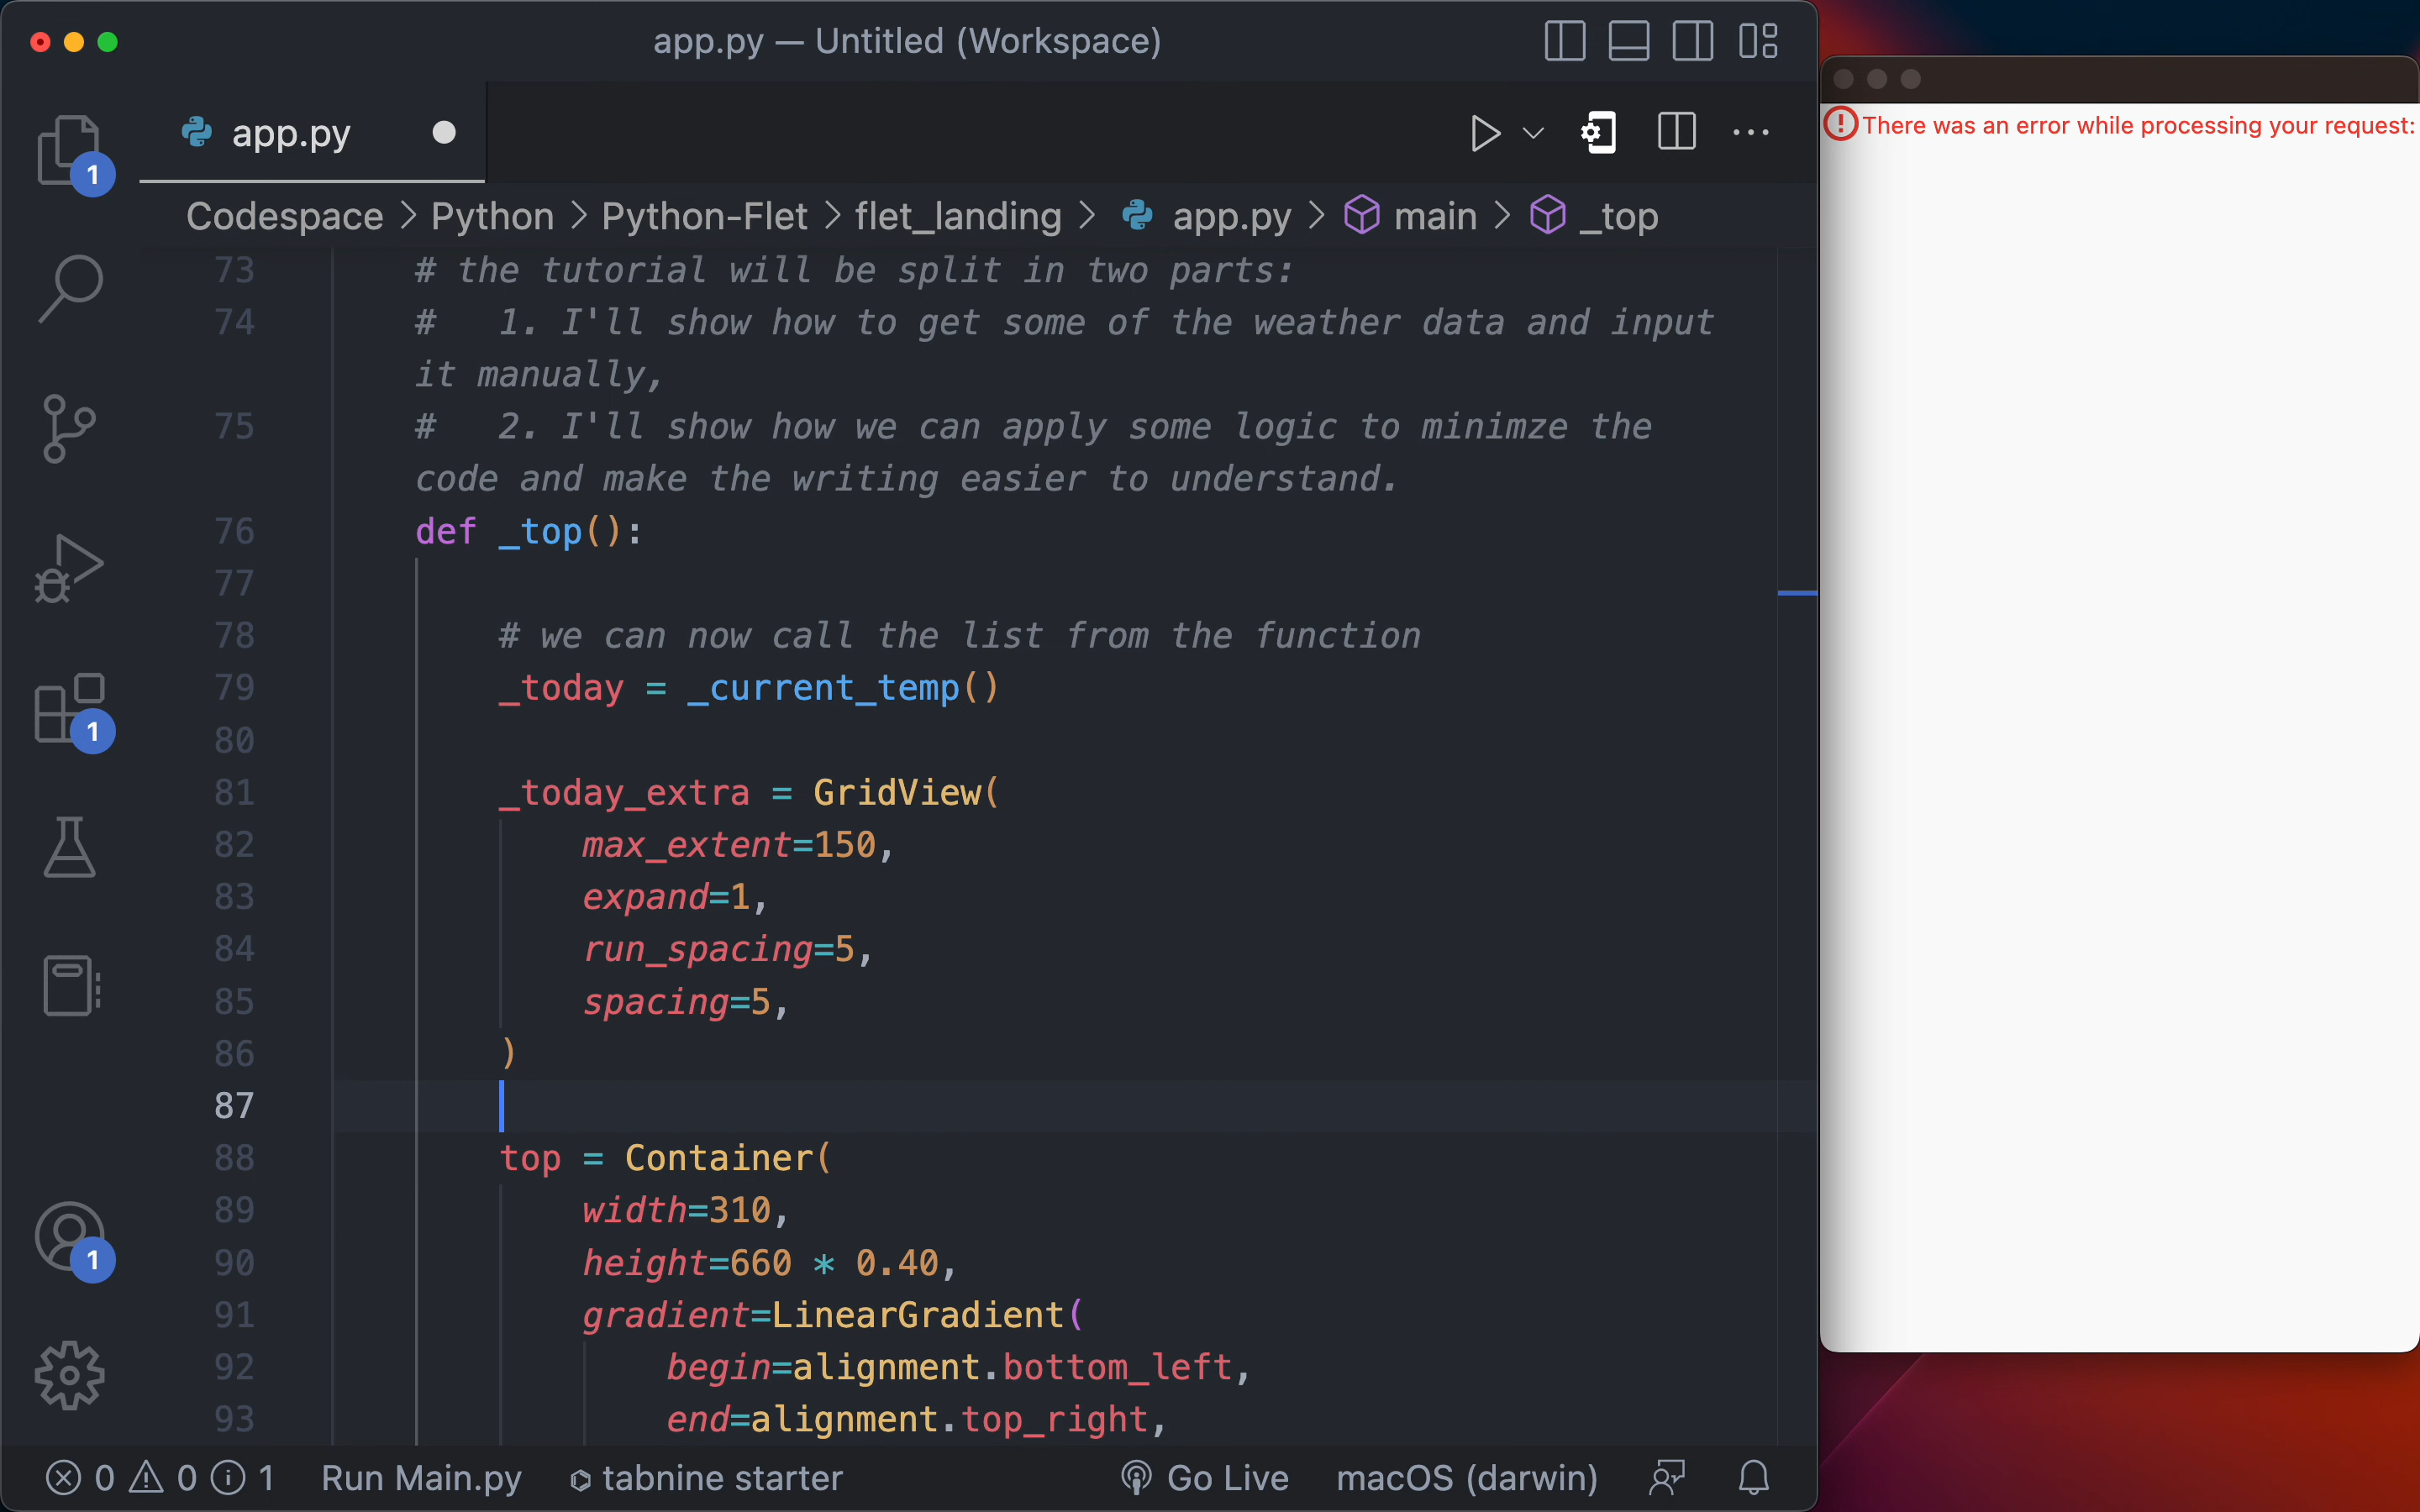 app.py — Untitled (Workspace)
app.py
Codespace > Python > Python-Flet > flet_landing > app.py > main > _top
73 # the tutorial will be split in two parts:
74 #   1. I'll show how to get some of the weather data and input
it manually,
75 #   2. I'll show how we can apply some logic to minimze the
code and make the writing easier to understand.
76 def _top():
77
78     # we can now call the list from the function
79     _today = _current_temp()
80
81     _today_extra = GridView(
82         max_extent=150,
83         expand=1,
84         run_spacing=5,
85         spacing=5,
86     )
87
88     top = Container(
89         width=310,
90         height=660 * 0.40,
91         gradient=LinearGradient(
92             begin=alignment.bottom_left,
93             end=alignment.top_right,
1
1
1
0 0 1 Run Main.py tabnine starter Go Live macOS (darwin)
There was an error while processing your request: